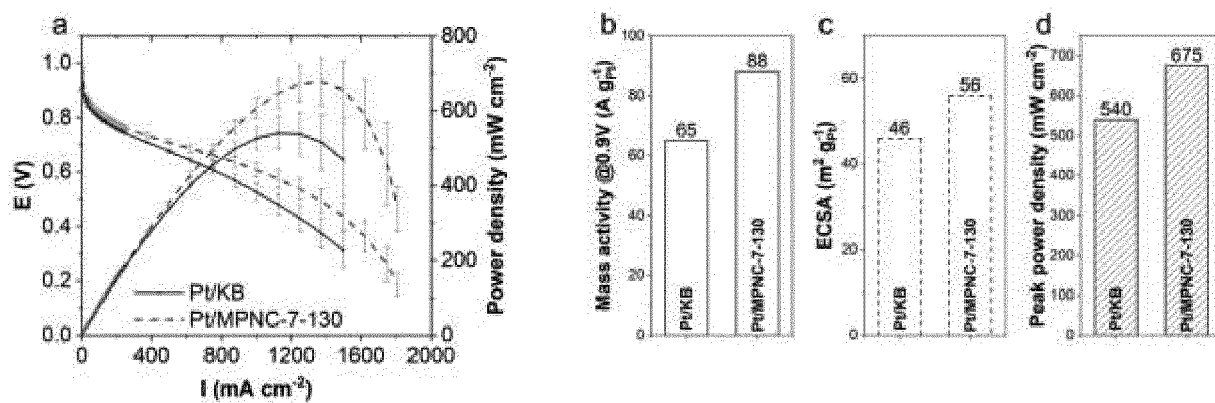 a
E (V)
1.0
0.8
0.6
0.4
0.2
0.0
Pt/KB
Pt/MPNC-7-130
0
400
800
1200
1600
2000
I (mA cm⁻²)
800
600
400
200
0
Power density (mW cm⁻²)
b
Mass activity @0.9V (A g⁻¹Pt)
100
80
60
40
20
0
65
88
Pt/KB
Pt/MPNC-7-130
c
ECSA (m² g⁻¹Pt)
60
40
20
0
46
56
Pt/KB
Pt/MPNC-7-130
d
Peak power density (mW cm⁻²)
700
600
500
400
300
200
100
0
540
675
Pt/KB
Pt/MPNC-7-130